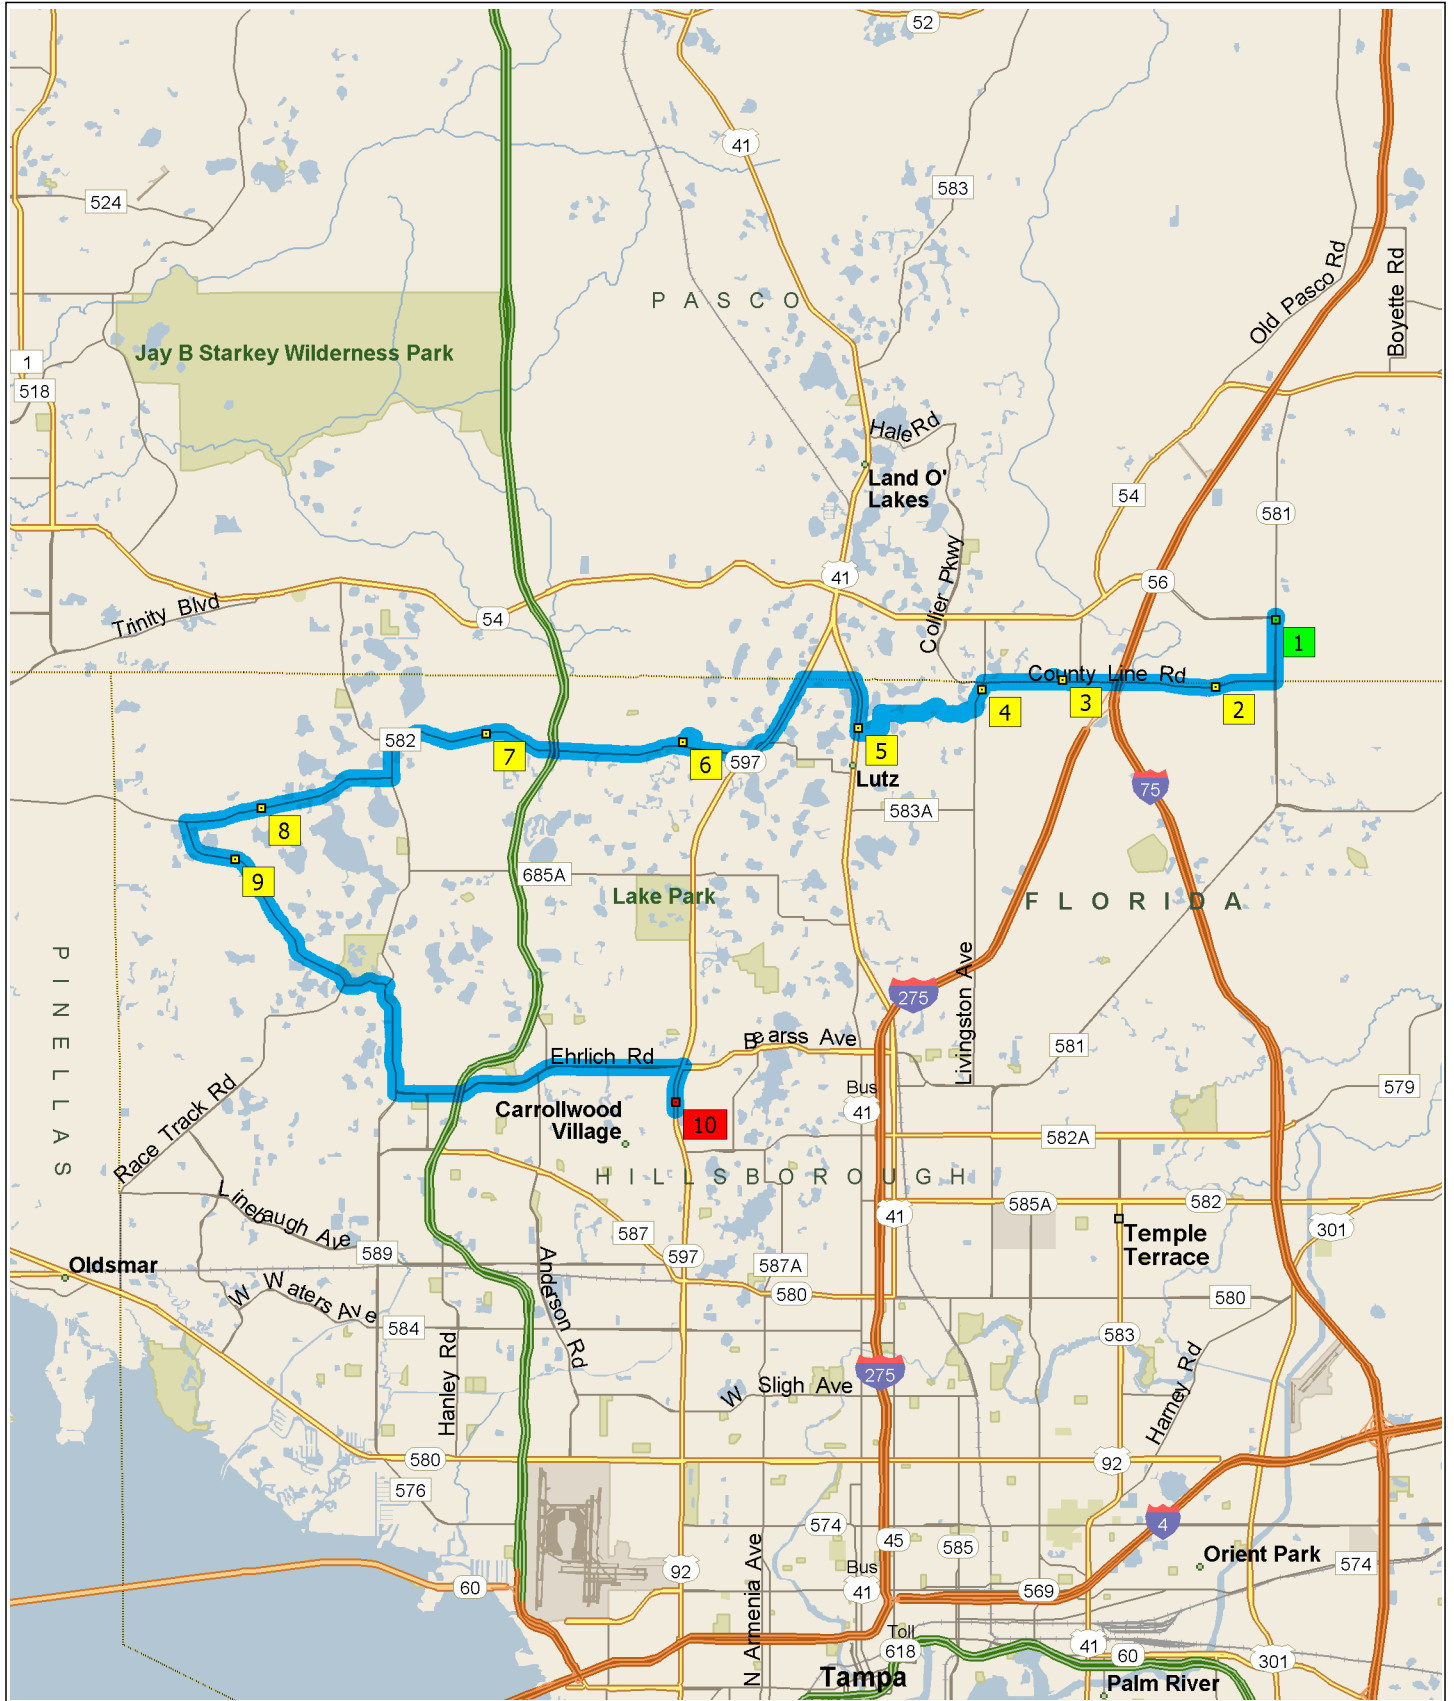 52
41
583
524
Old Pasco Rd
Boyette Rd
PASCO
1
518
Jay B Starkey Wilderness Park
Hale Rd
Land O'
Lakes
54
581
Collier Pkwy
41
56
Trinity Blvd
54
1
County Line Rd
2
3
4
5
6
7
582
597
Lutz
75
583A
8
9
685A
Lake Park
FLORIDA
PINELLAS
275
Livingston Ave
Bearss Ave
Ehrlich Rd
581
579
Bus
41
Race Track Rd
Carrollwood
Village
10
582A
HILLSBOROUGH
585A
582
41
301
Linebaugh Ave
587
597
587A
Temple
Terrace
Oldsmar
589
W Waters Ave
Anderson Rd
580
580
584
583
Hanley Rd
Harney Rd
275
W Sligh Ave
580
92
576
574
45
585
4
N Armenia Ave
Orient Park
574
60
92
Bus
41
569
Toll
618
41
60
301
Tampa
Palm River